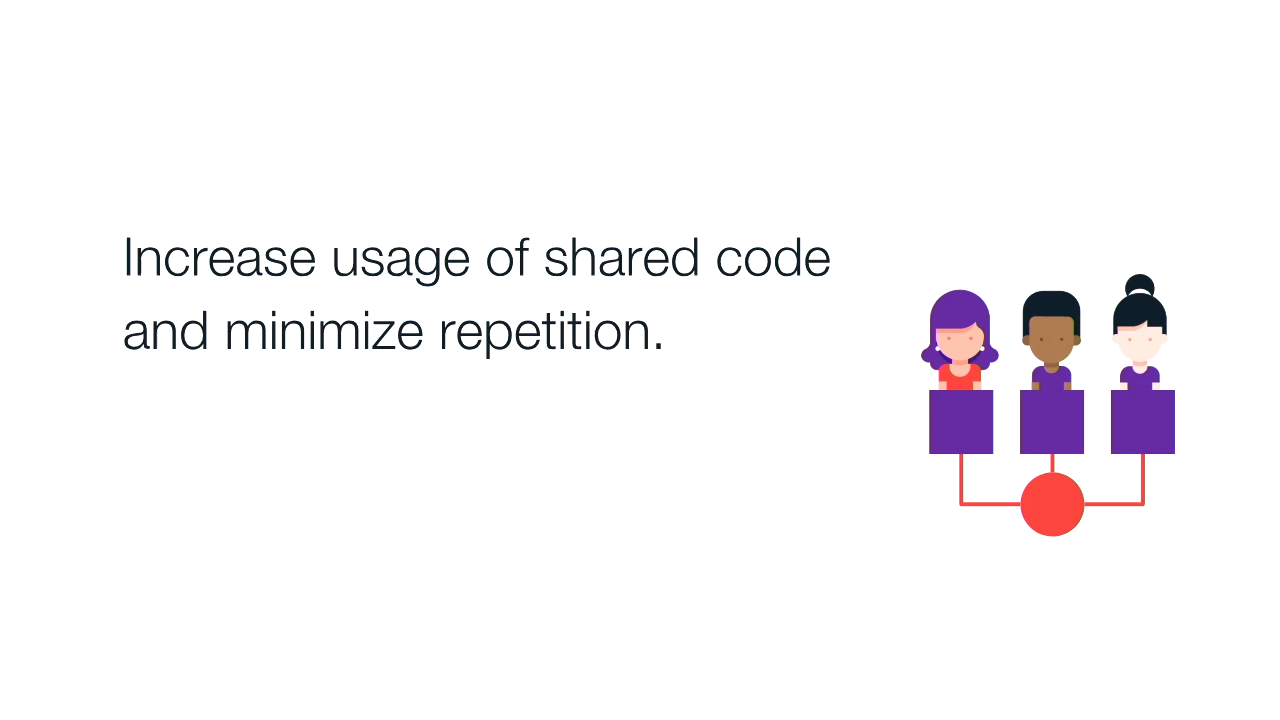 Increase usage of shared code
and minimize repetition.